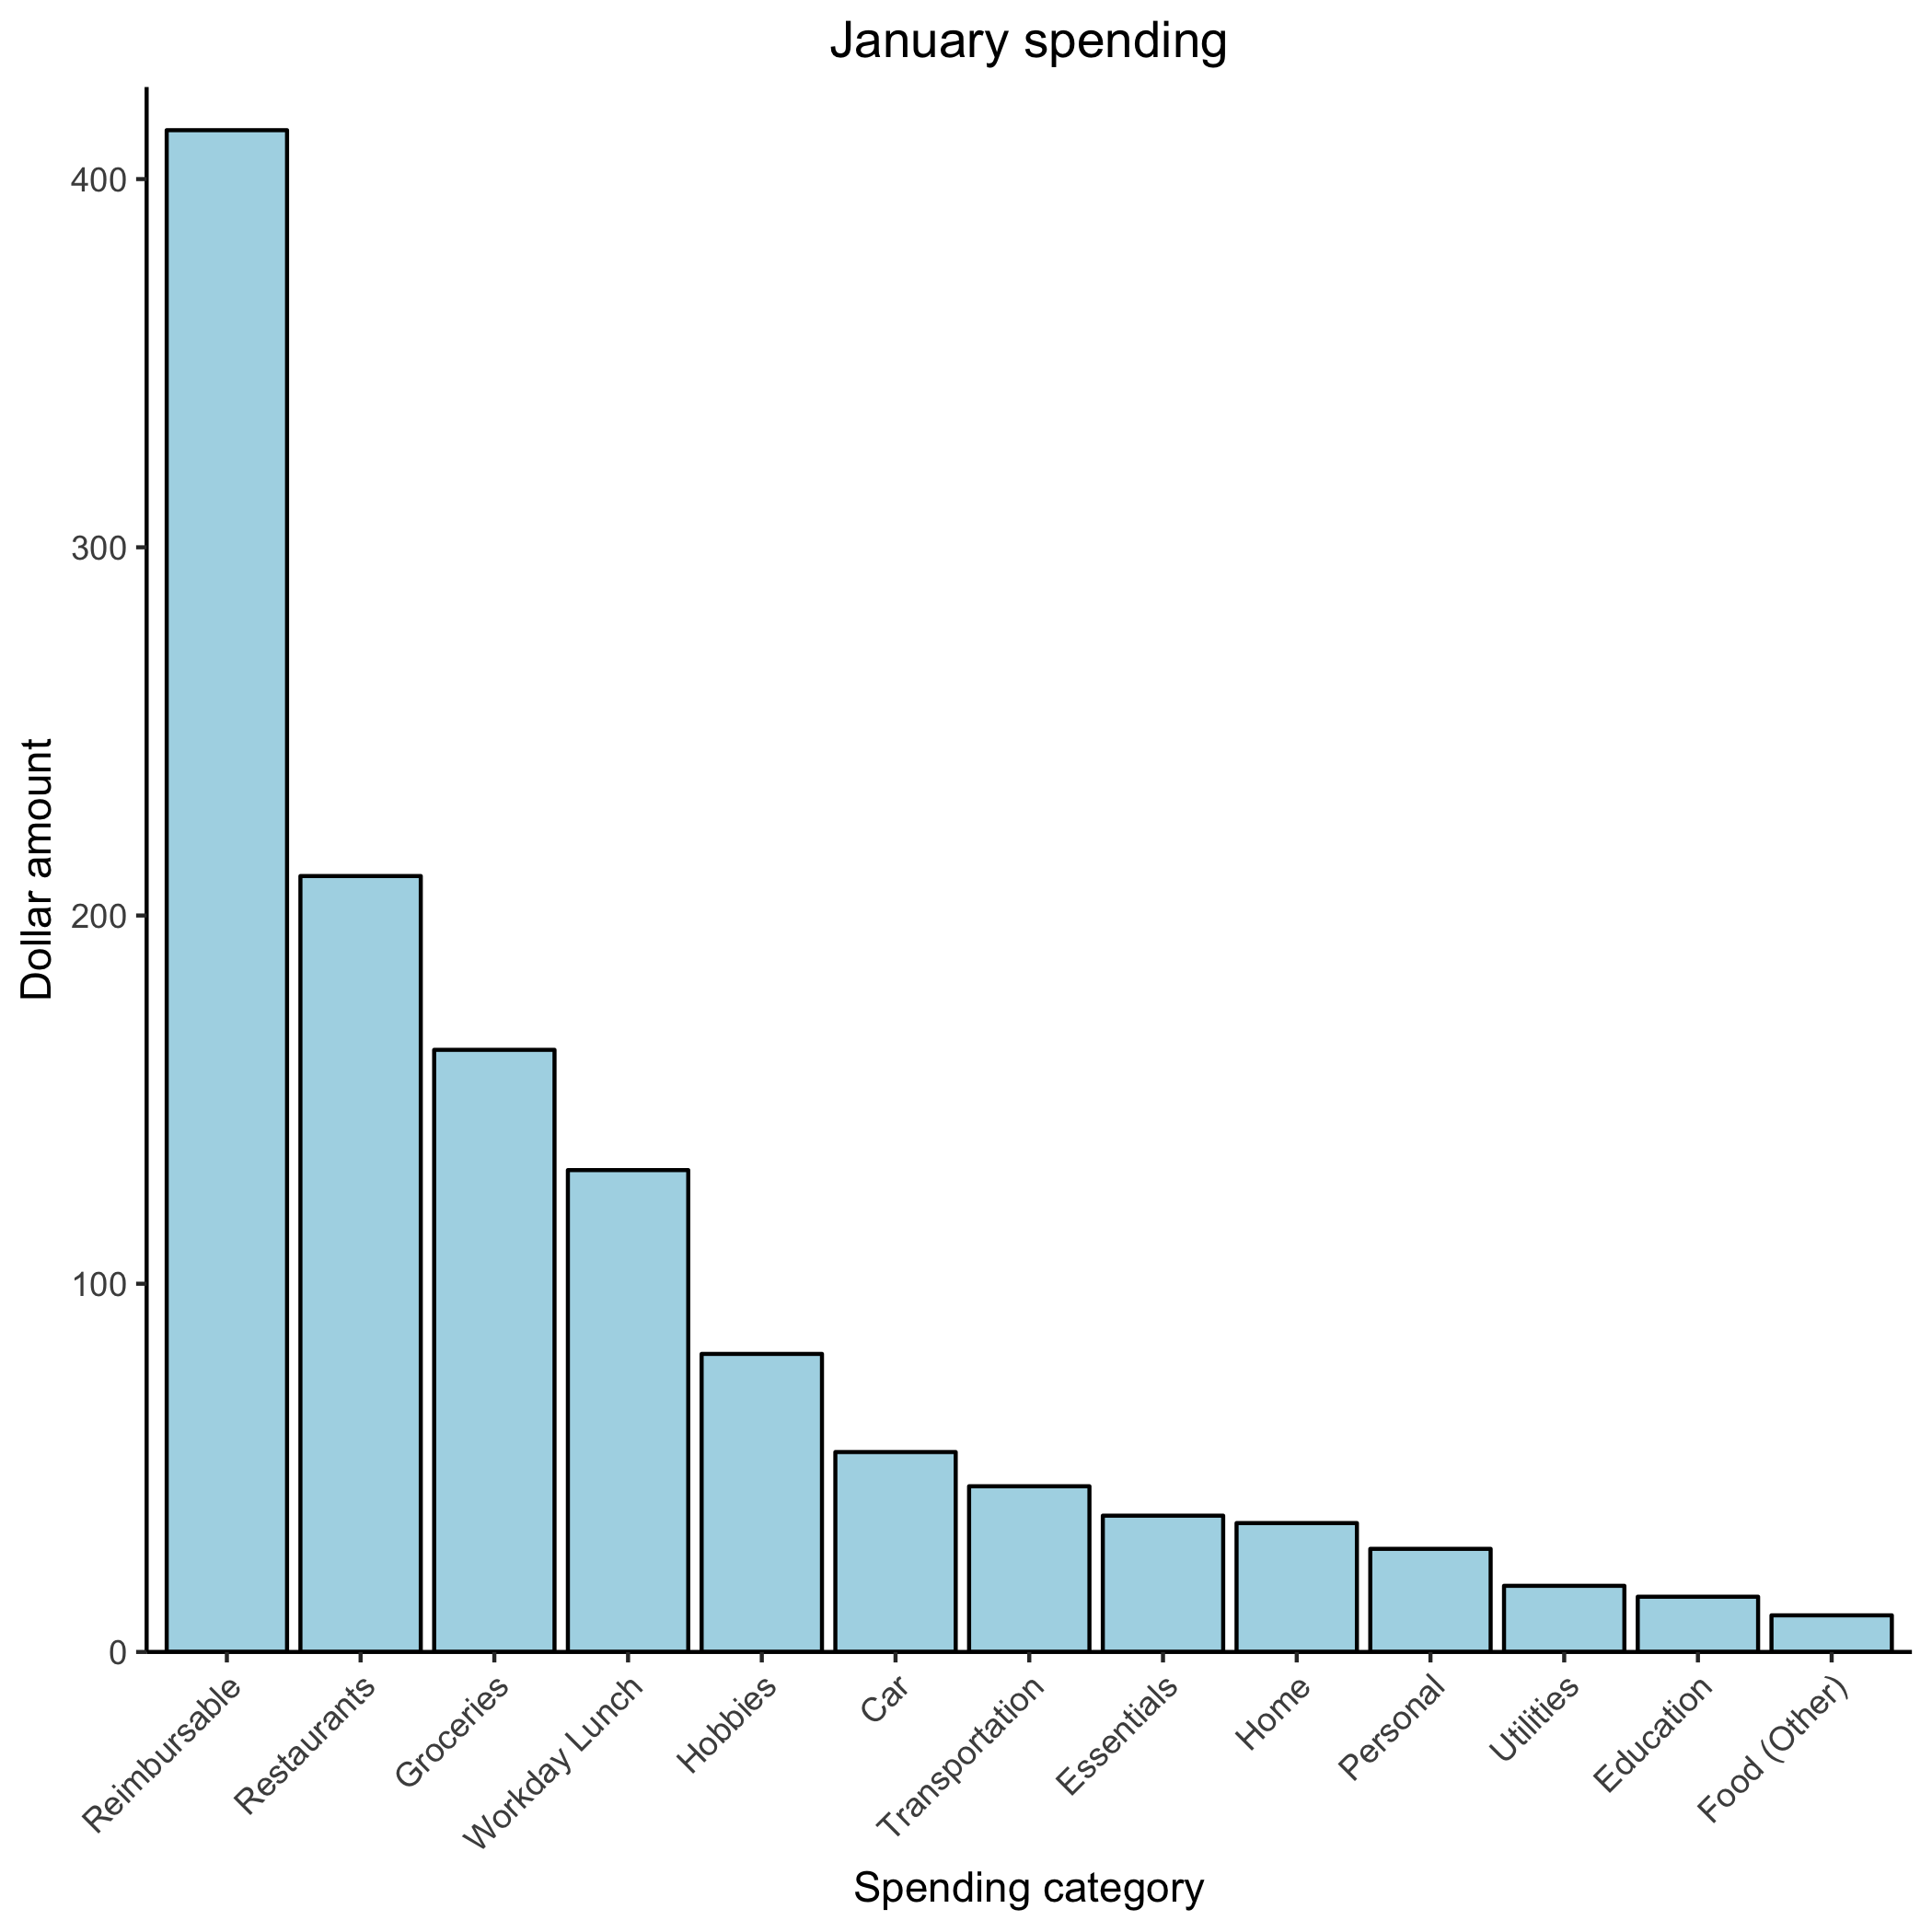 January spending
Dollar amount
400
300
200
100
0
Reimbursable
Restaurants
Groceries
Workday Lunch
Hobbies
Car
Transportation
Essentials
Home
Personal
Utilities
Education
Food (Other)
Spending category